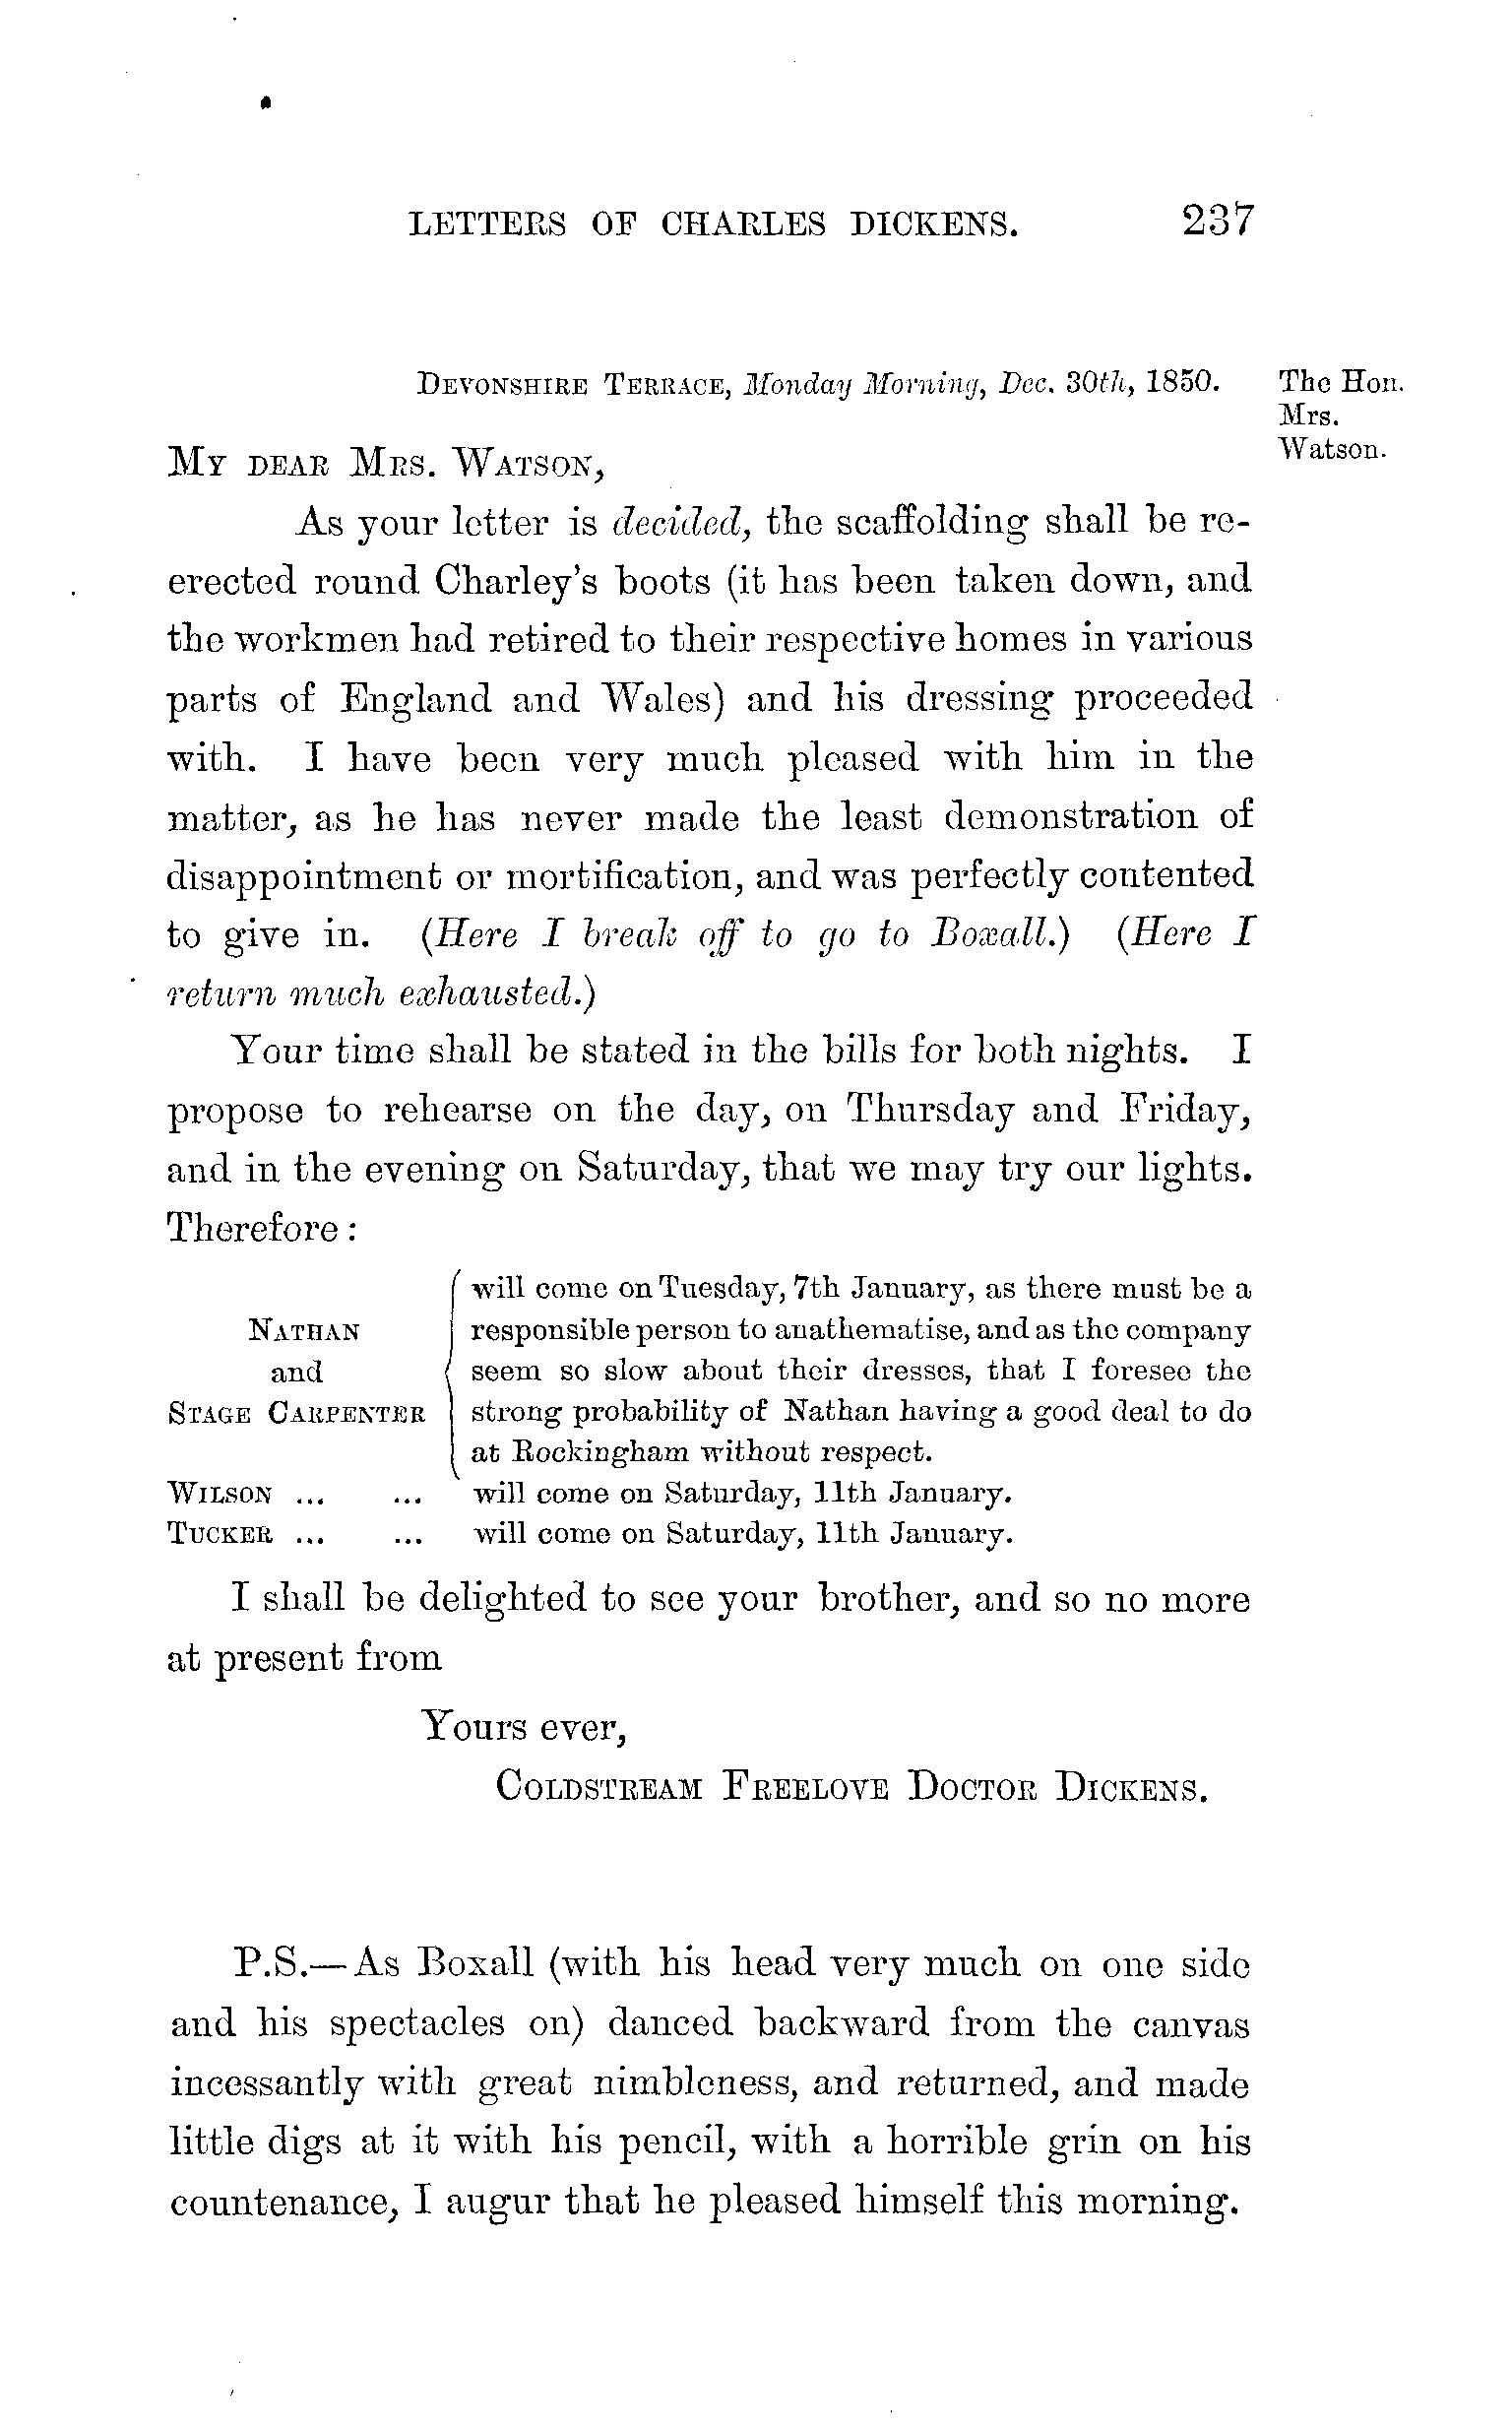 LETTERS OF CHARLES DICKENS. 237
DEVONSHIRE TERRACE, Monday Morning, Dec. 30th, 1850.
The Hon.
Mrs.
Watson.
MY DEAR MRS. WATSON,
As your letter is decided, the scaffolding shall be re-
erected round Charley's boots (it has been taken down, and
the workmen had retired to their respective homes in various
parts of England and Wales) and his dressing proceeded
with. I have been very much pleased with him in the
matter, as he has never made the least demonstration of
disappointment or mortification, and was perfectly contented
to give in. (Here I break off to go to Boxall.) (Here I
return much exhausted.)
Your time shall be stated in the bills for both nights. I
propose to rehearse on the day, on Thursday and Friday,
and in the evening on Saturday, that we may try our lights.
Therefore:
will come on Tuesday, 7th January, as there must be a
NATHAN responsible person to anathematise, and as the company
and seem so slow about their dresses, that I foresee the
STAGE CARPENTER strong probability of Nathan having a good deal to do
at Rockingham without respect.
WILSON ... ... will come on Saturday, 11th January.
TUCKER ... ... will come on Saturday, 11th January.
I shall be delighted to see your brother, and so no more
at present from
Yours ever,
COLDSTREAM FREELOVE DOCTOR DICKENS.
P.S.—As Boxall (with his head very much on one side
and his spectacles on) danced backward from the canvas
incessantly with great nimbleness, and returned, and made
little digs at it with his pencil, with a horrible grin on his
countenance, I augur that he pleased himself this morning.